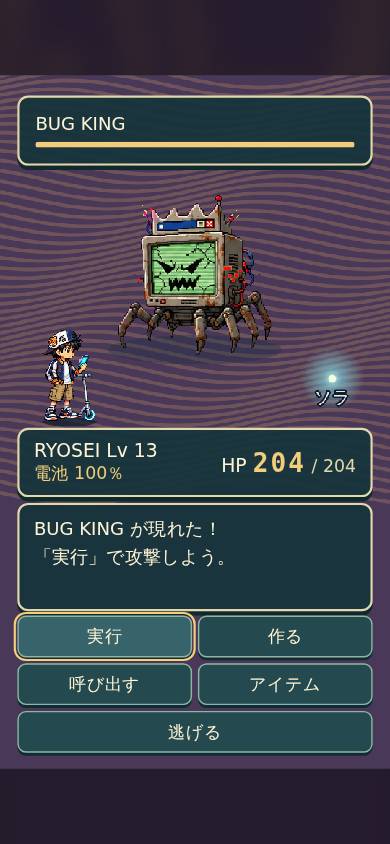 BUG KING
ソラ
RYOSEI Lv 13
電池 100%
HP 204 / 204
BUG KING が現れた！
「実行」で攻撃しよう。
実行
作る
呼び出す
アイテム
逃げる